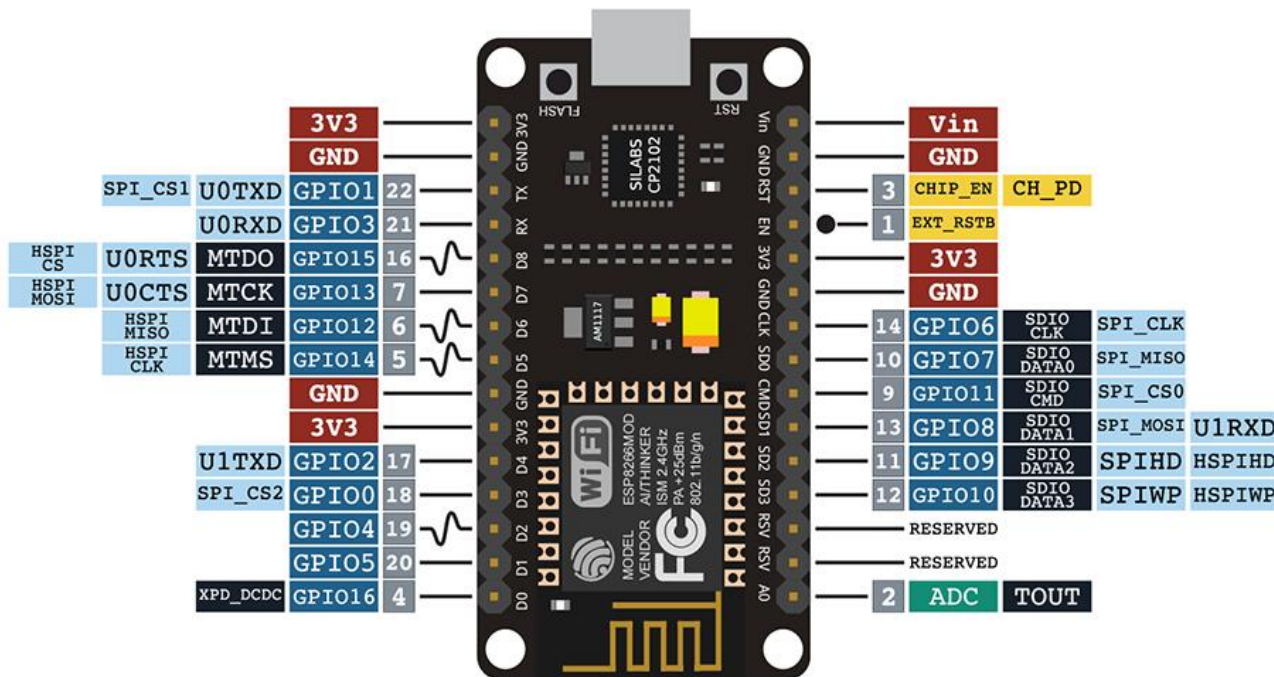 FLASH
RST
SILABS
CP2102
3V3 3V3 Vin Vin
GND GND GND GND
SPI_CS1 U0TXD GPIO1 22 TX RST 3 CHIP_EN CH_PD
U0RXD GPIO3 21 RX EN 1 EXT_RSTB
HSPI CS U0RTS MTDO GPIO15 16 D8 3V3 3V3
HSPI MOSI U0CTS MTCK GPIO13 7 D7 GND GND
AM1117
HSPI MISO MTDI GPIO12 6 D6 CLK 14 GPIO6 SDIO CLK SPI_CLK
HSPI CLK MTMS GPIO14 5 D5 SD0 10 GPIO7 SDIO DATA0 SPI_MISO
GND GND CMD 9 GPIO11 SDIO CMD SPI_CS0
3V3 3V3 SD1 13 GPIO8 SDIO DATA1 SPI_MOSI U1RXD
U1TXD GPIO2 17 D4 SD2 11 GPIO9 SDIO DATA2 SPIHD HSPIHD
SPI_CS2 GPIO0 18 D3 SD3 12 GPIO10 SDIO DATA3 SPIWP HSPIWP
GPIO4 19 D2 RSV RESERVED
GPIO5 20 D1 RSV RESERVED
XPD_DCDC GPIO16 4 D0 A0 2 ADC TOUT
WiFi
MODEL
VENDOR
ESP8266MOD
AI/THINKER
ISM 2.4GHz
PA +25dBm
802.11b/g/n
FC